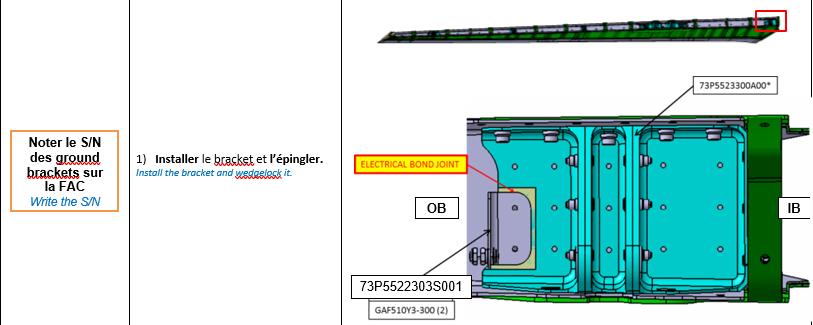 Noter le S/N
des ground
brackets sur
la FAC
Write the S/N
1) Installer le bracket et l'épingler.
Install the bracket and wedgelock it.
73P5523300A00*
ELECTRICAL BOND JOINT
OB
IB
73P5522303S001
GAF510Y3-300 (2)